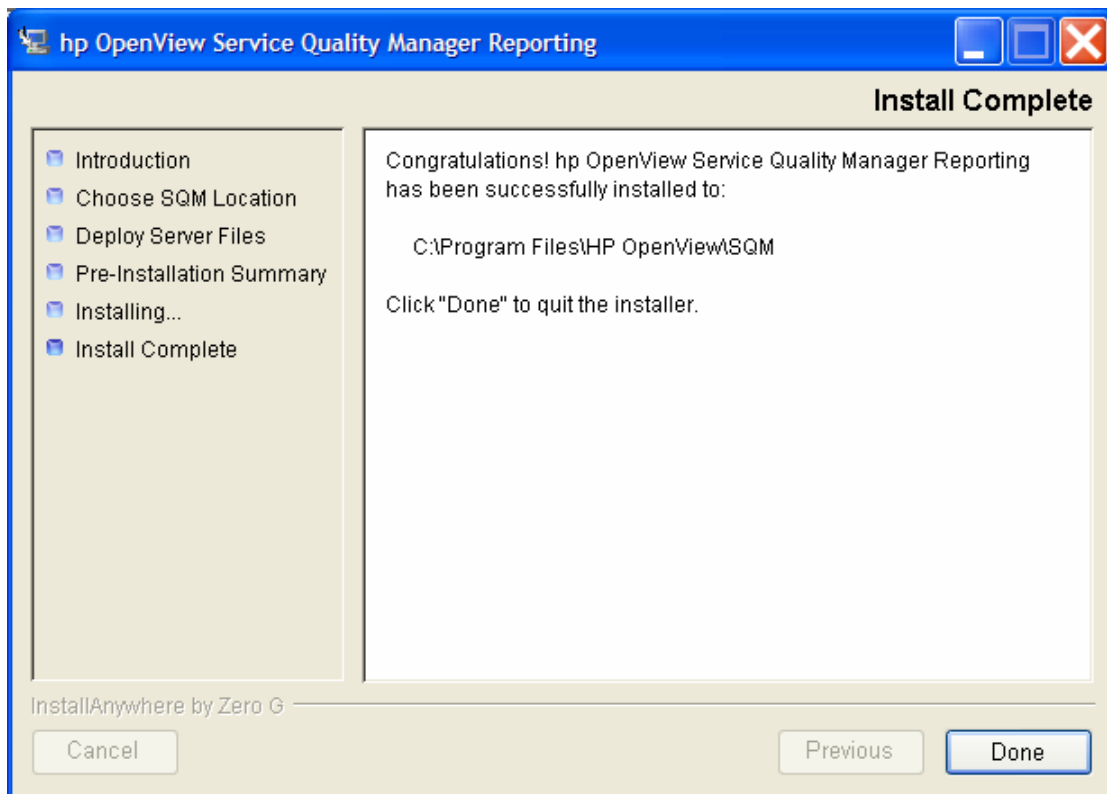 hp OpenView Service Quality Manager Reporting
Install Complete
Introduction
Choose SQM Location
Deploy Server Files
Pre-Installation Summary
Installing...
Install Complete
Congratulations! hp OpenView Service Quality Manager Reporting
has been successfully installed to:
C:\Program Files\HP OpenView\SQM
Click "Done" to quit the installer.
InstallAnywhere by Zero G
Cancel
Previous
Done